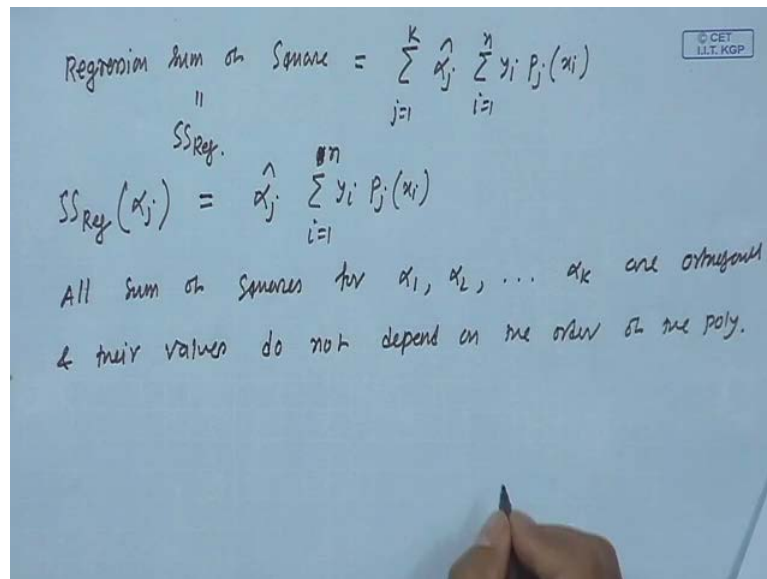 Regression Sum of Square = Σ_{j=1}^{K} α̂_j Σ_{i=1}^{n} y_i P_j(x_i)
© CET
I.I.T. KGP
||
SS_Reg.
SS_Reg(α_j) = α̂_j Σ_{i=1}^{n} y_i P_j(x_i)
All sum of squares for α_1, α_2, ... α_K are orthogonal
& their values do not depend on the order of the poly.